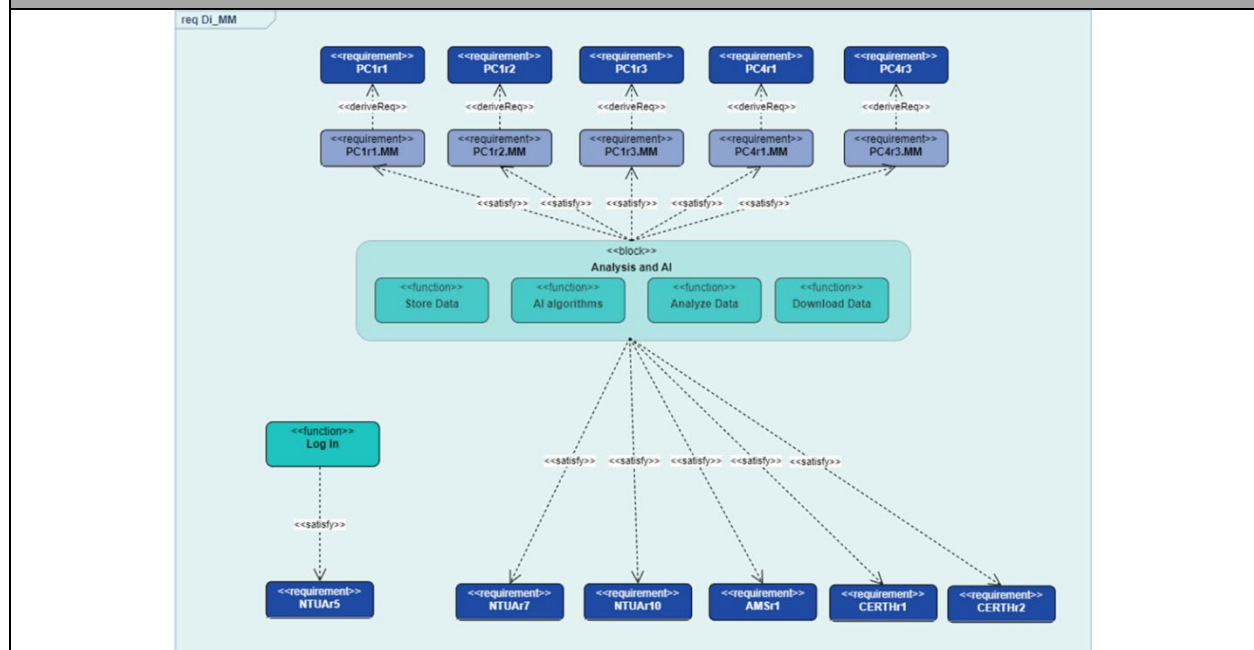 req Di_MM
<<requirement>> <<requirement>> <<requirement>> <<requirement>> <<requirement>>
PC1r1 PC1r2 PC1r3 PC4r1 PC4r3
<<deriveReq>> <<deriveReq>> <<deriveReq>> <<deriveReq>> <<deriveReq>>
<<requirement>> <<requirement>> <<requirement>> <<requirement>> <<requirement>>
PC1r1.MM PC1r2.MM PC1r3.MM PC4r1.MM PC4r3.MM
<<satisfy>> <<satisfy>> <<satisfy>> <<satisfy>> <<satisfy>>
<<block>>
Analysis and AI
<<function>> <<function>> <<function>> <<function>>
Store Data AI algorithms Analyze Data Download Data
<<function>>
Log In
<<satisfy>> <<satisfy>> <<satisfy>> <<satisfy>> <<satisfy>>
<<satisfy>>
<<requirement>> <<requirement>> <<requirement>> <<requirement>> <<requirement>> <<requirement>>
NTUAr5 NTUAr7 NTUAr10 AMSr1 CERTHr1 CERTHr2